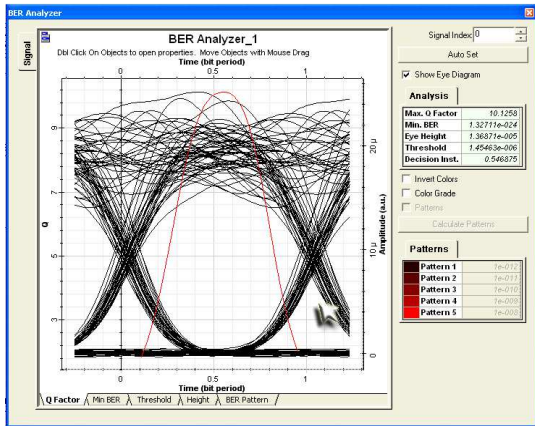 BER Analyzer
Signal Index: 0
Auto Set
Show Eye Diagram
Analysis
Max. Q Factor 10.1258
Min. BER 1.32711e-024
Eye Height 1.36871e-005
Threshold 1.45463e-006
Decision Inst. 0.546875
Invert Colors
Color Grade
Patterns
Calculate Patterns
Patterns
Pattern 1 1e-012
Pattern 2 1e-011
Pattern 3 1e-010
Pattern 4 1e-009
Pattern 5 1e-008
Signal
BER Analyzer_1
Dbl Click On Objects to open properties. Move Objects with Mouse Drag
Time (bit period)
0 0.5 1
Q
9
7
5
3
Amplitude (a.u.)
20 µ
10 µ
0
0 0.5 1
Time (bit period)
Q Factor Min BER Threshold Height BER Pattern